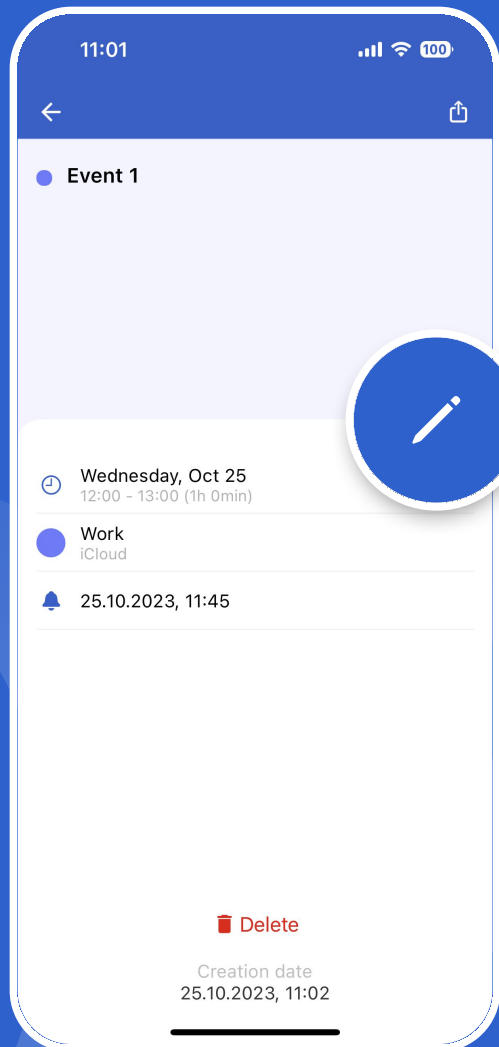 11:01
100
Event 1
Wednesday, Oct 25
12:00 - 13:00 (1h 0min)
Work
iCloud
25.10.2023, 11:45
Delete
Creation date
25.10.2023, 11:02